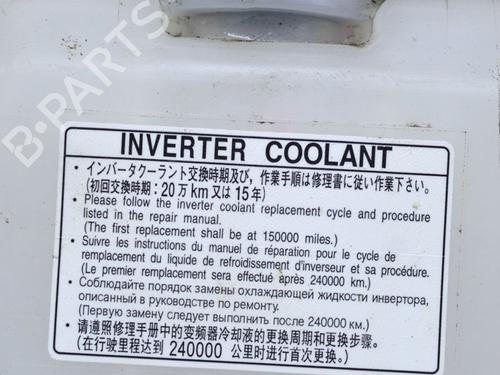 B-PARTS
INVERTER COOLANT
• インバータクーラント交換時期及び, 作業手順は修理書に従い作業下さい。
(初回交換時期：20万km又は15年)
• Please follow the inverter coolant replacement cycle and procedure
listed in the repair manual.
(The first replacement shall be at 150000 miles.)
• Suivre les instructions du manuel de réparation pour le cycle de
remplacement du liquide de refroidissement d'inverseur et sa procédure.
(Le premier remplacement sera effectué après 240000 km.)
• Соблюдайте порядок замены охлаждающей жидкости инвертора,
описанный в руководстве по ремонту.
(Первую замену следует выполнить после 240000 км.)
• 请遵照修理手册中的变频器冷却液的更换周期和更换步骤。
(在行驶里程达到 240000 公里时进行首次更换。)